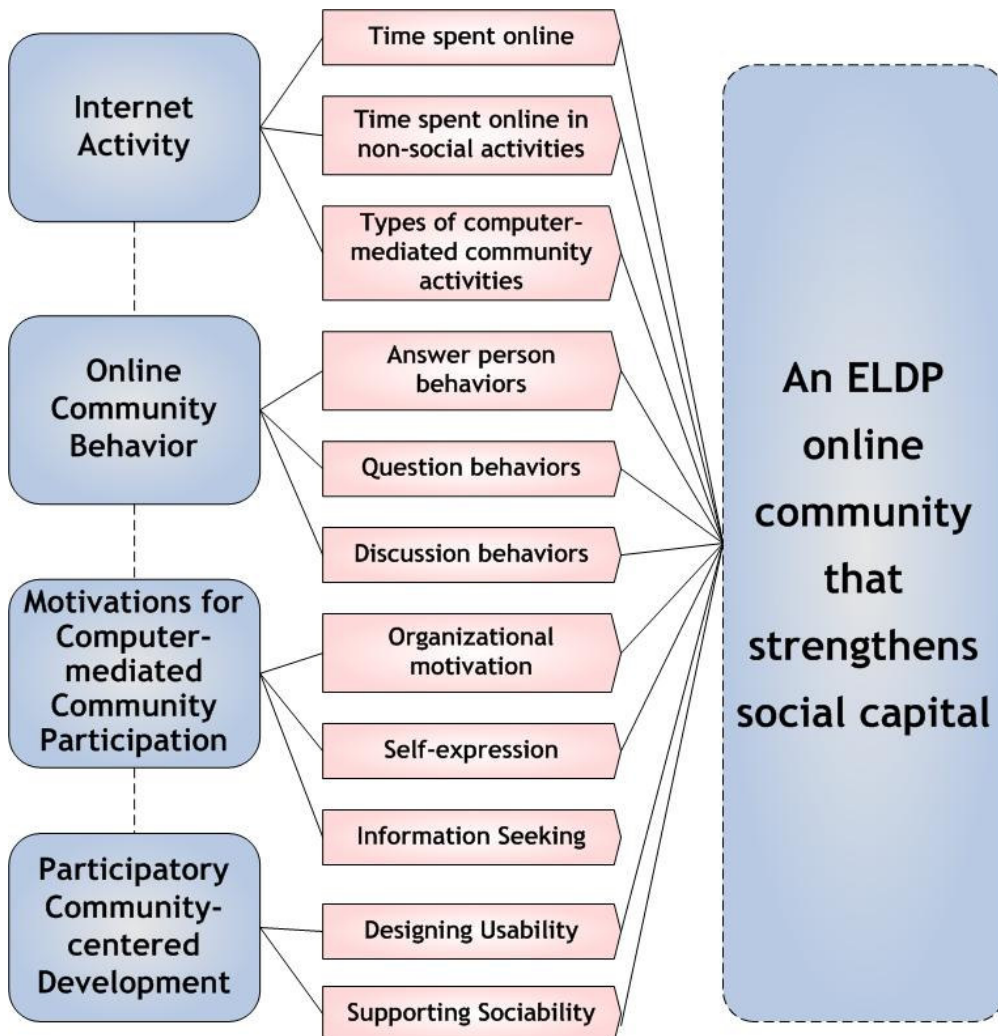 Internet
Activity
Time spent online
Time spent online in
non-social activities
Types of computer-
mediated community
activities
Online
Community
Behavior
Answer person
behaviors
Question behaviors
Discussion behaviors
Motivations for
Computer-
mediated
Community
Participation
Organizational
motivation
Self-expression
Information Seeking
Participatory
Community-
centered
Development
Designing Usability
Supporting Sociability
An ELDP
online
community
that
strengthens
social capital